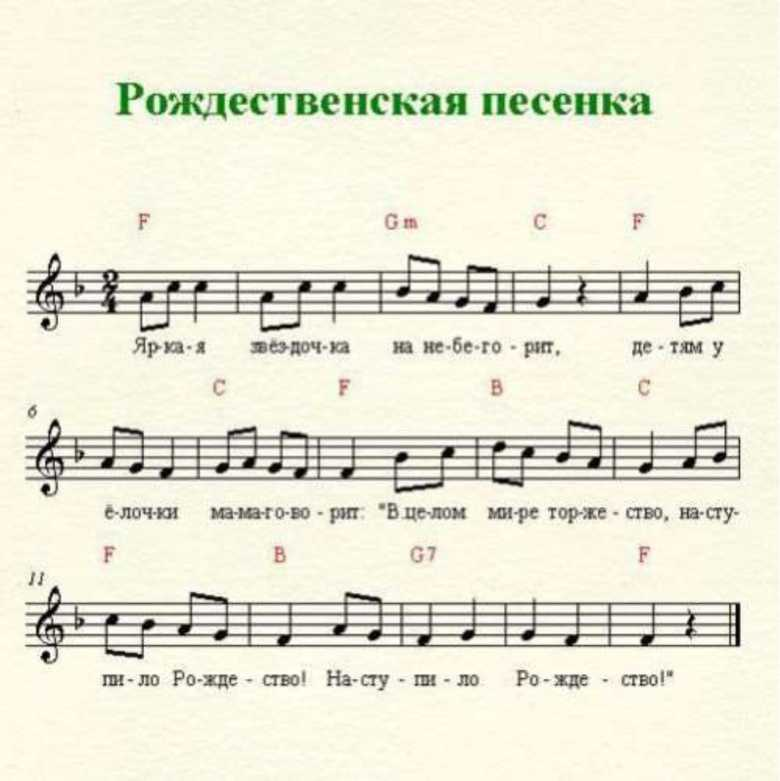 Рождественская песенка
F Gm C F
2
4
Яр-ка-я звёз-доч-ка на не-бе-го - рит, де - тям у
C F B C
6
ё-лоч-ки ма-ма-го-во - рит: "В це-лом ми-ре тор-же - ство, на-сту-
F B G7 F
11
пи - ло Ро-жде - ство! На-сту - пи - ло Ро - жде - ство!"